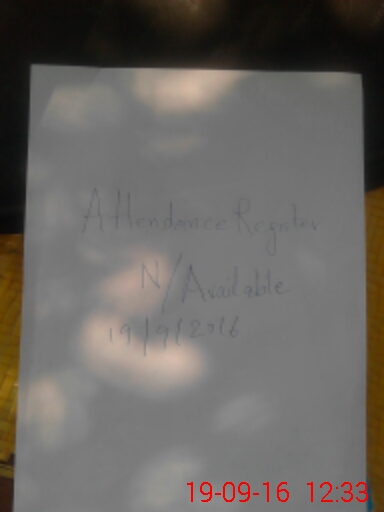 Attendance Register
N/Available
19/9/2016
19-09-16 12:33